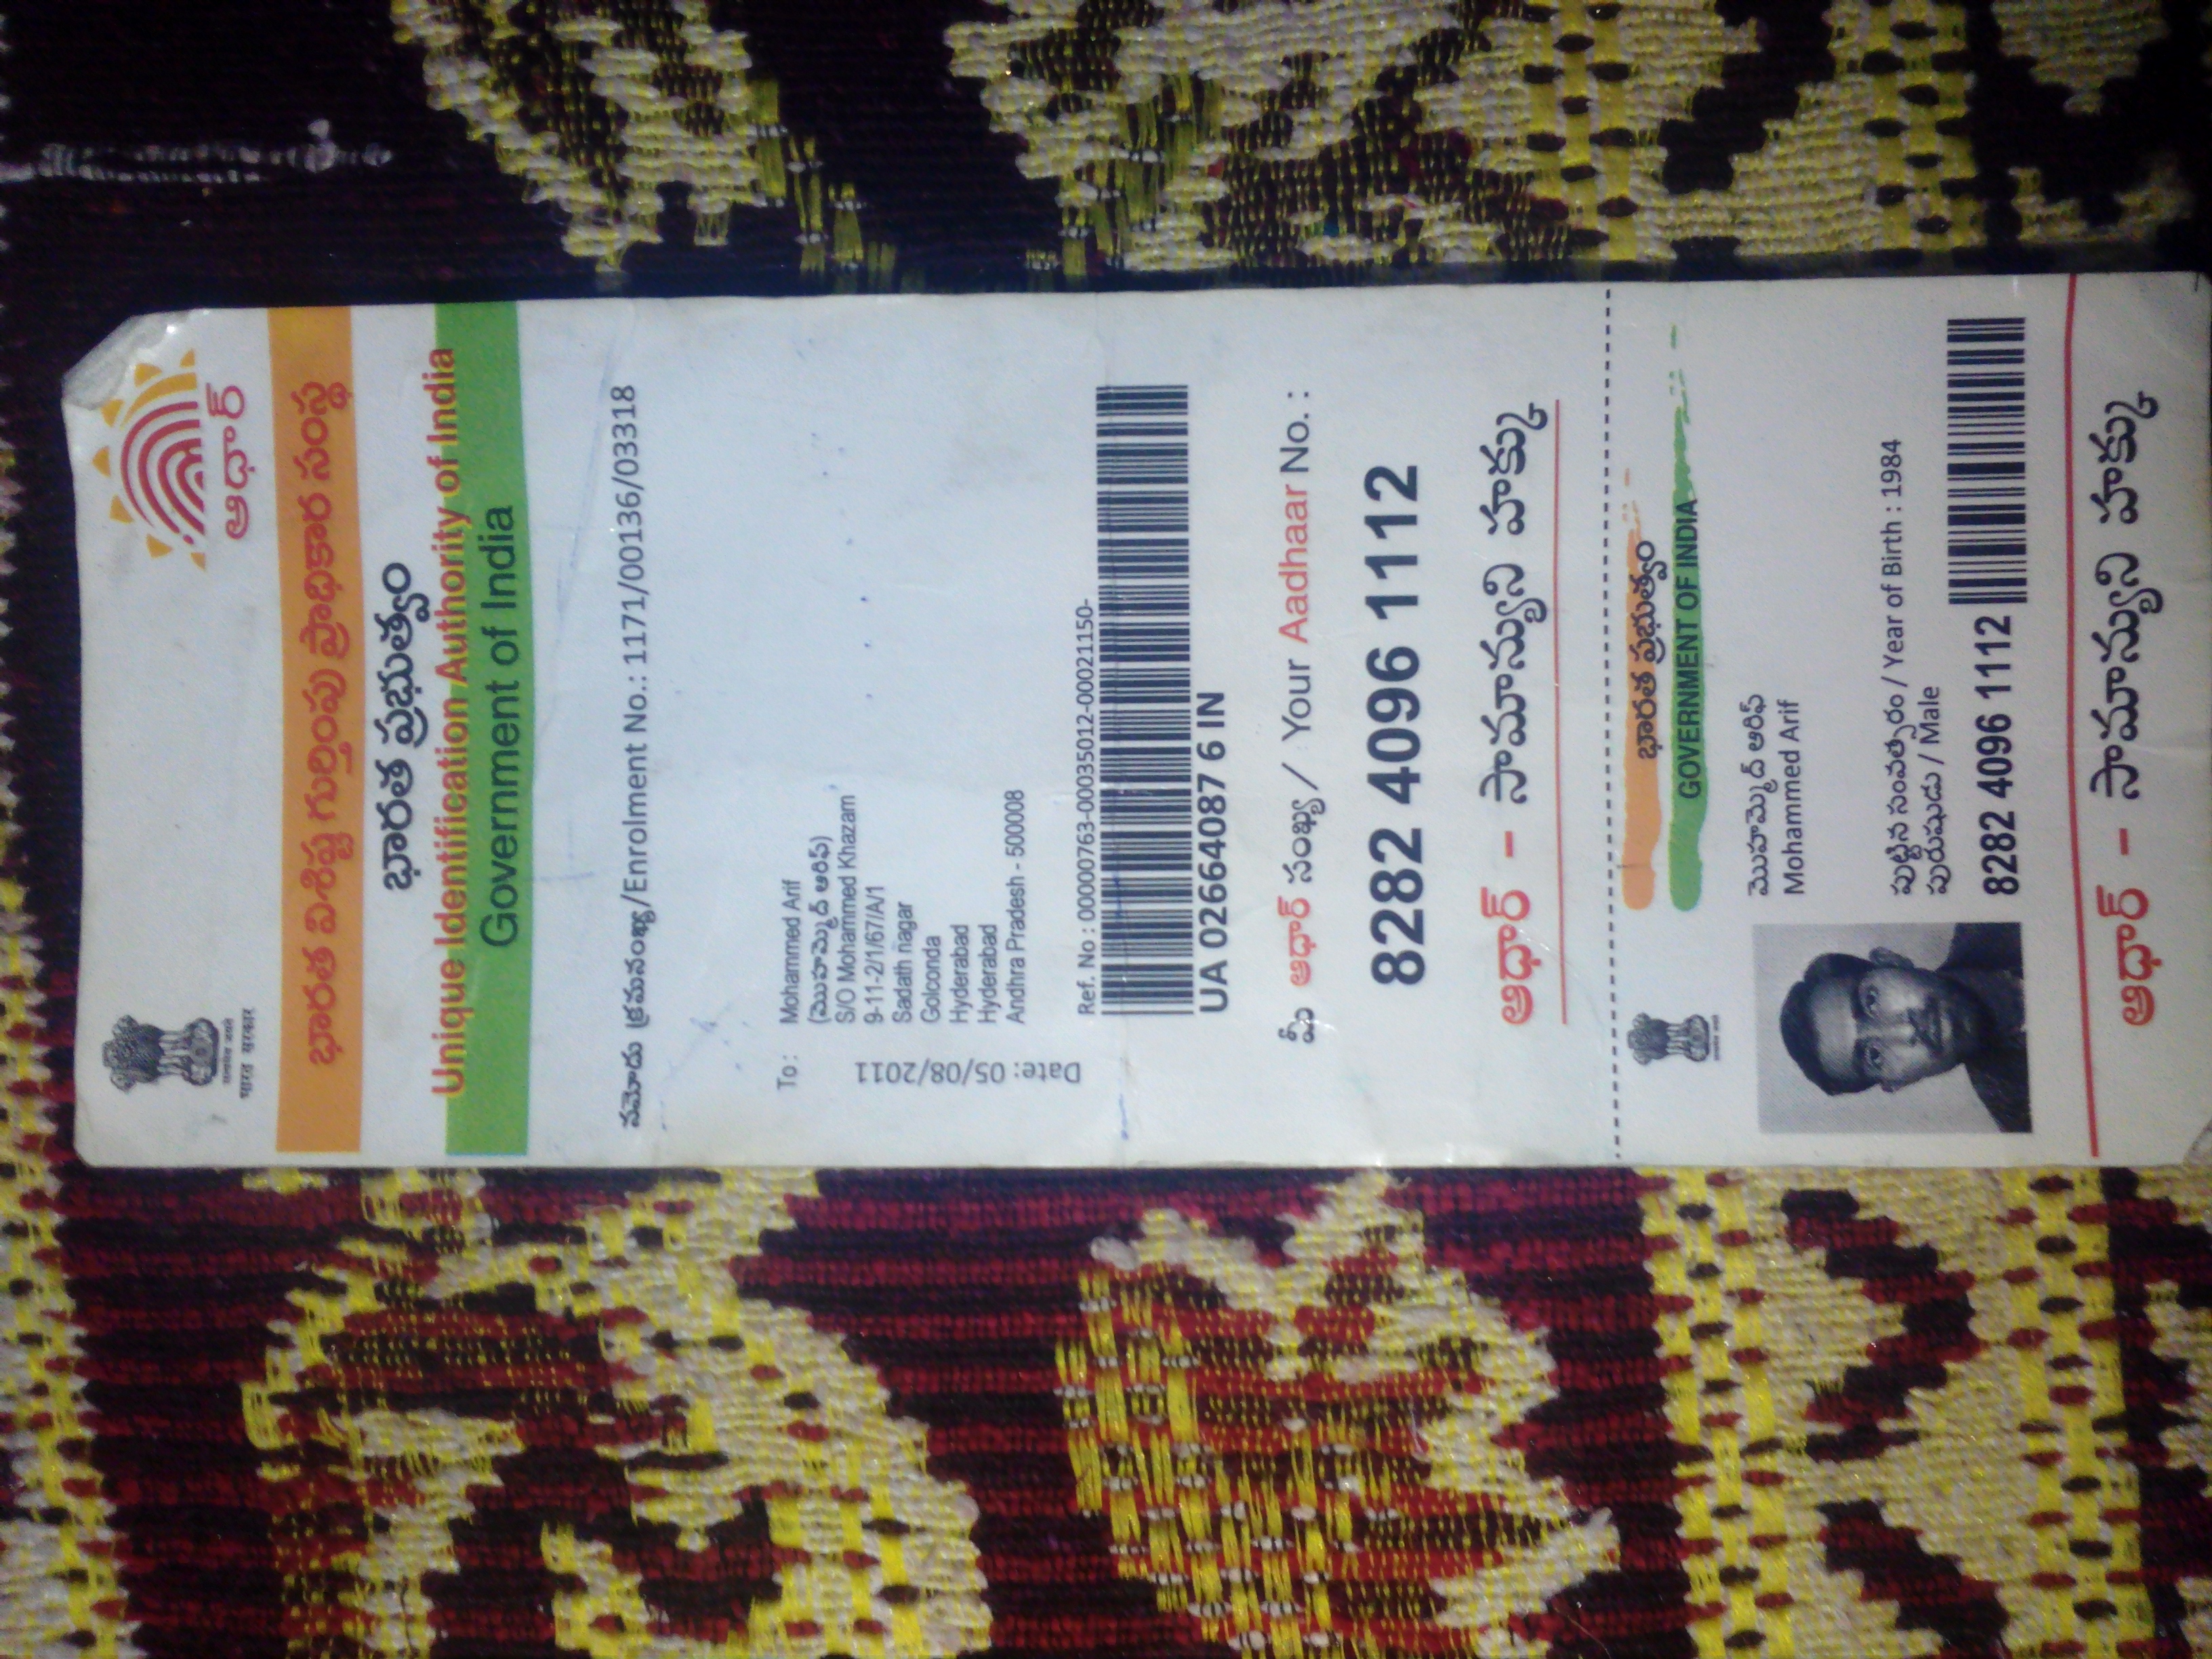 ఆధార్
भारत सरकार
భారత విశిష్ట గుర్తింపు ప్రాధికార సంస్థ
భారత ప్రభుత్వం
Unique Identification Authority of India
Government of India
నమోదు క్రమసంఖ్య/Enrolment No.: 1171/00136/03318
To:
Mohammed Arif
(మొహమ్మెద్ ఆరిఫ్)
S/O Mohammed Khazam
9-11-2/1/67/A/1
Sadath nagar
Golconda
Hyderabad
Hyderabad
Andhra Pradesh - 500008
Date: 05/08/2011
Ref. No : 00000763-00035012-00021150-
UA 02664087 6 IN
మీ ఆధార్ సంఖ్య / Your Aadhaar No. :
8282 4096 1112
ఆధార్ – సామాన్యుని హక్కు
భారత ప్రభుత్వం
GOVERNMENT OF INDIA
మొహమ్మెద్ ఆరిఫ్
Mohammed Arif
పుట్టిన సంవత్సరం / Year of Birth : 1984
పురుషుడు / Male
8282 4096 1112
ఆధార్ – సామాన్యుని హక్కు